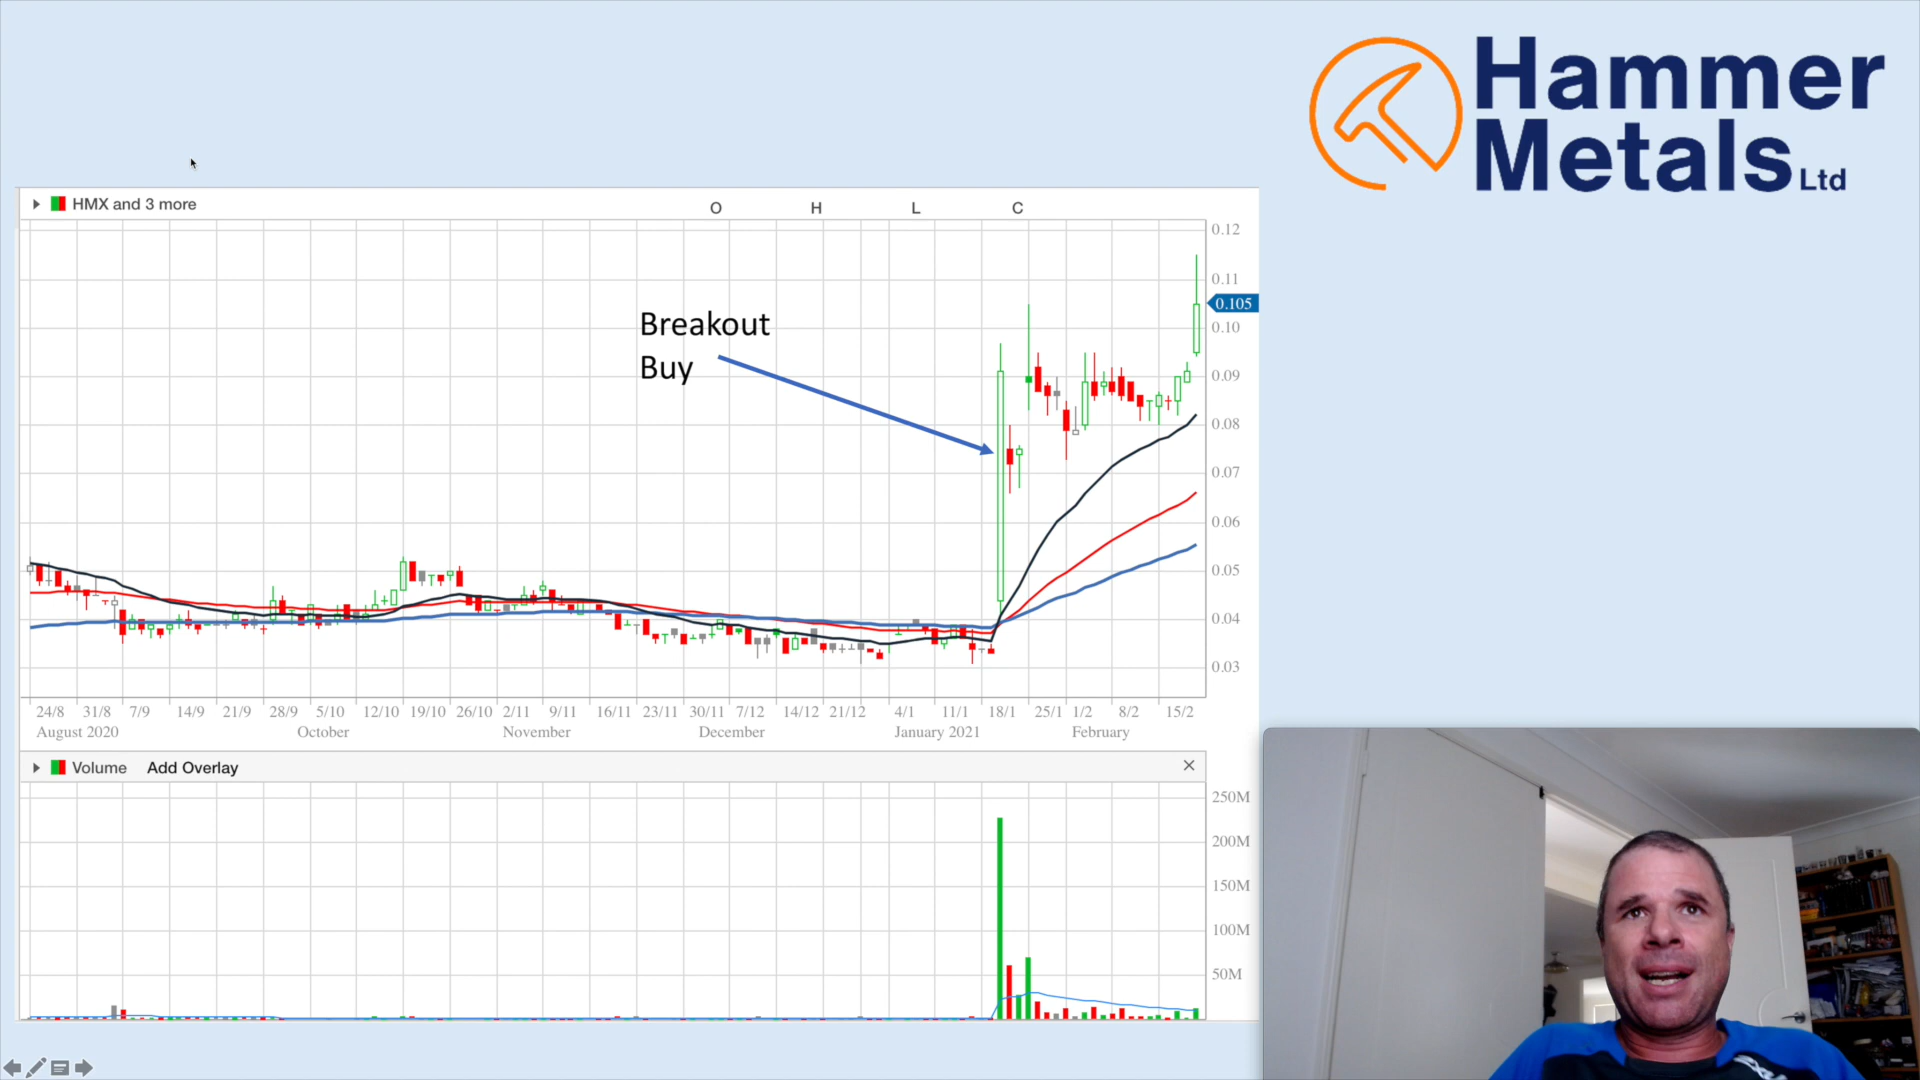 Hammer
Metals Ltd
HMX and 3 more
O H L C
0.12
0.11
0.105
0.10
0.09
0.08
0.07
0.06
0.05
0.04
0.03
Breakout
Buy
24/8 31/8 7/9 14/9 21/9 28/9 5/10 12/10 19/10 26/10 2/11 9/11 16/11 23/11 30/11 7/12 14/12 21/12 4/1 11/1 18/1 25/1 1/2 8/2 15/2
August 2020 October November December January 2021 February
Volume Add Overlay
250M
200M
150M
100M
50M